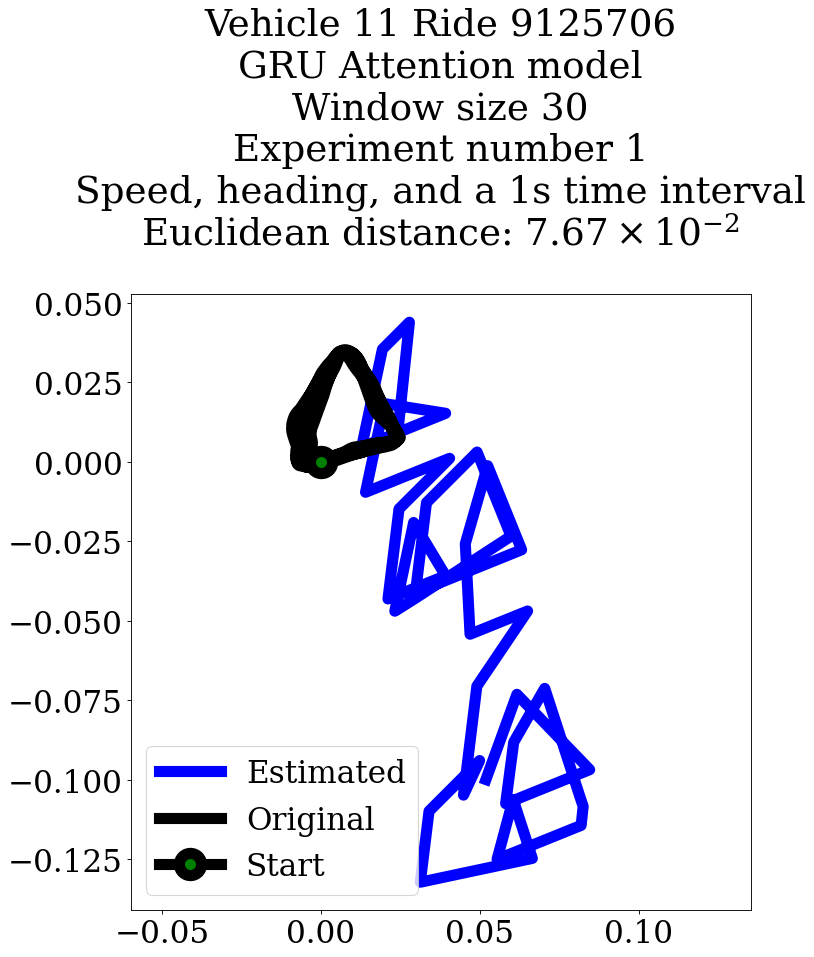 Vehicle 11 Ride 9125706
GRU Attention model
Window size 30
Experiment number 1
Speed, heading, and a 1s time interval
Euclidean distance: 7.67 × 10⁻²
0.050
0.025
0.000
−0.025
−0.050
−0.075
−0.100
−0.125
Estimated
Original
Start
−0.05
0.00
0.05
0.10